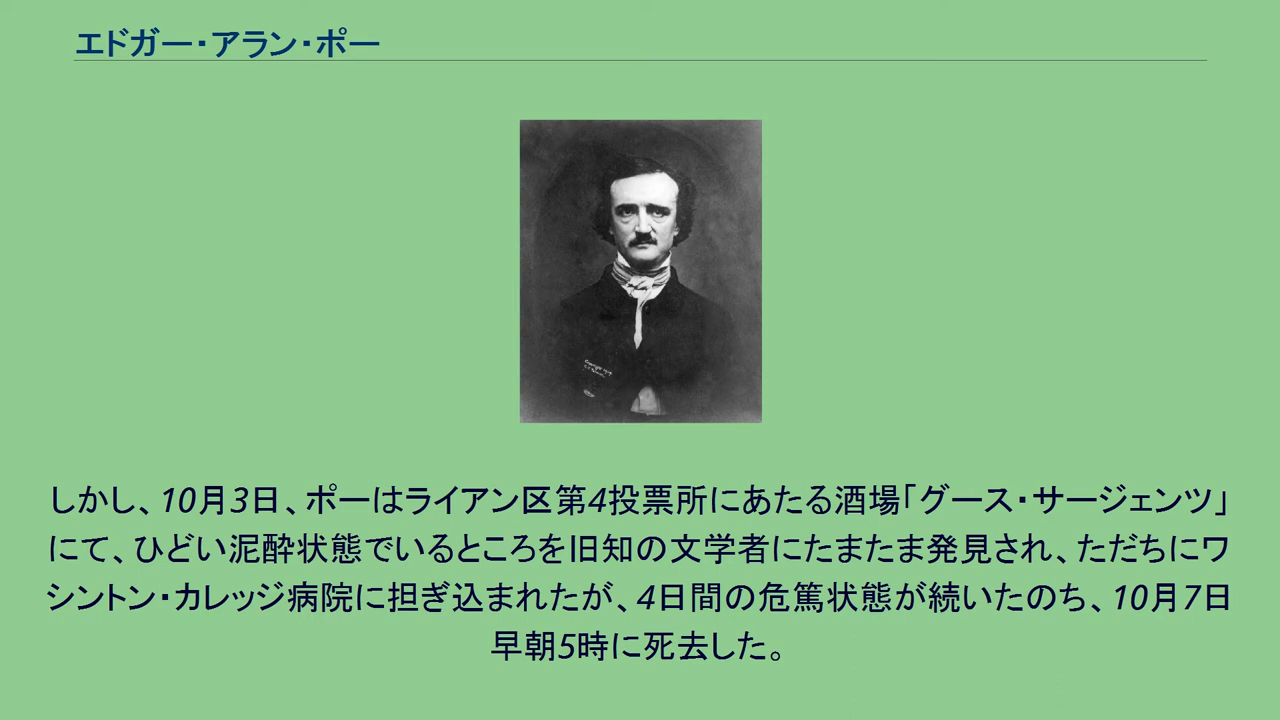 エドガー・アラン・ポー
しかし、10月3日、ポーはライアン区第4投票所にあたる酒場「グース・サージェンツ」
にて、ひどい泥酔状態でいるところを旧知の文学者にたまたま発見され、ただちにワ
シントン・カレッジ病院に担ぎ込まれたが、4日間の危篤状態が続いたのち、10月7日
早朝5時に死去した。